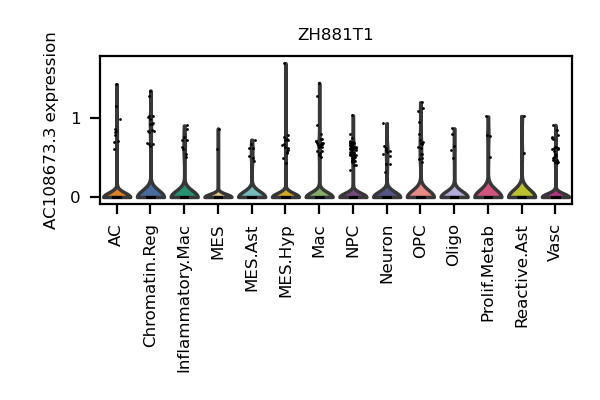 ZH881T1
AC108673.3 expression
1
0
AC
Chromatin.Reg
Inflammatory.Mac
MES
MES.Ast
MES.Hyp
Mac
NPC
Neuron
OPC
Oligo
Prolif.Metab
Reactive.Ast
Vasc